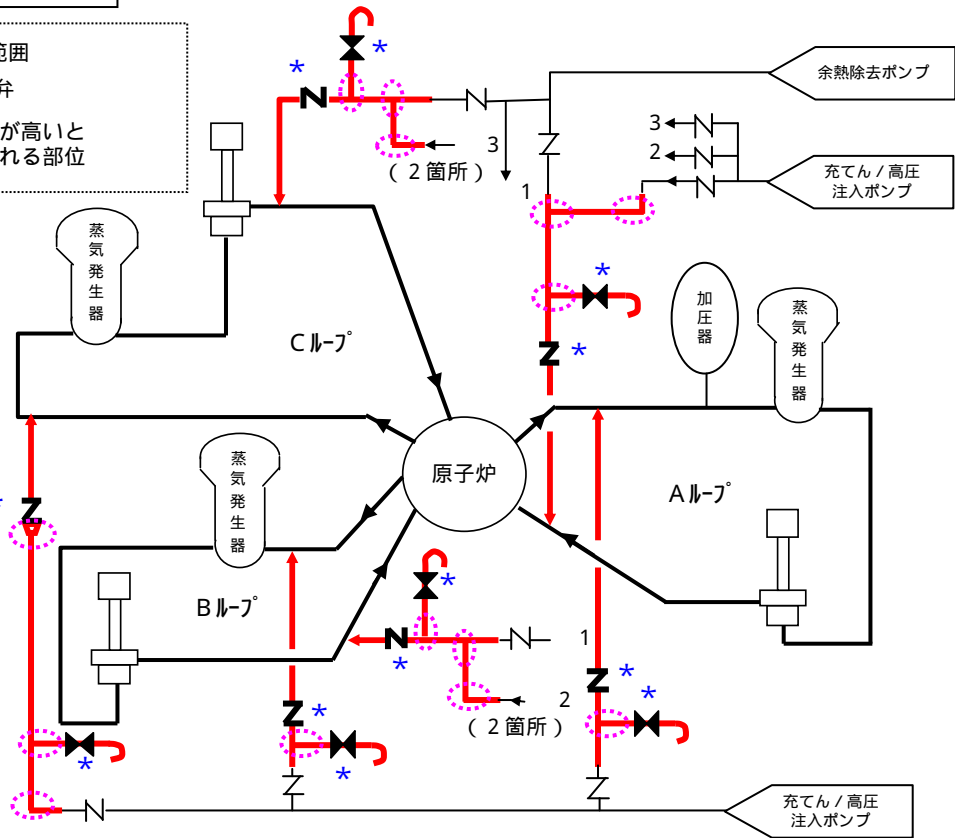 範囲
弁
が高いと
れる部位
*
*
余熱除去ポンプ
3
3
2
(２箇所)
充てん / 高圧
注入ポンプ
1
蒸気発生器
*
加圧器
蒸気発生器
Ｃループ
*
蒸気発生器
原子炉
Ａループ
*
*
Ｂループ
1
*
*
*
*
2
(２箇所)
*
*
充てん / 高圧
注入ポンプ